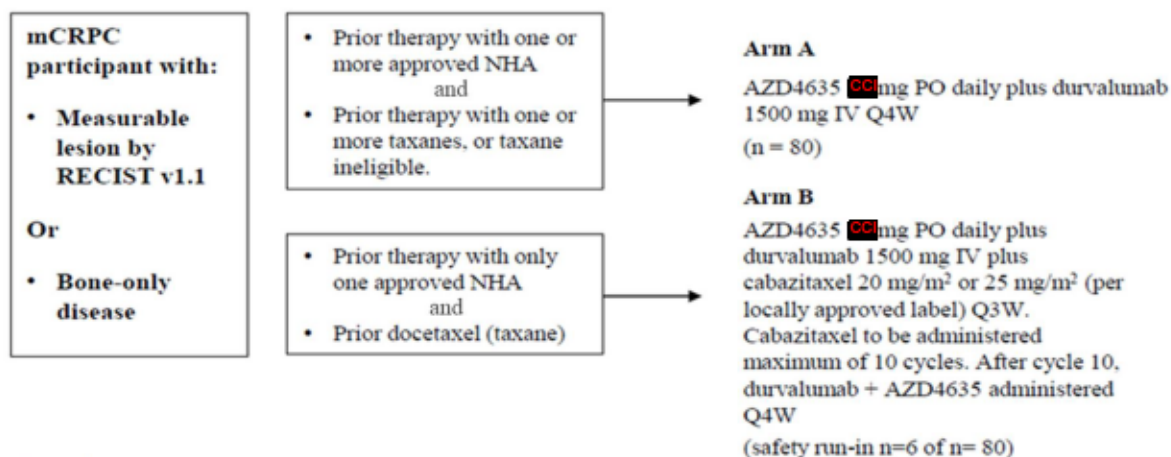 mCRPC
participant with:
• Measurable
lesion by
RECIST v1.1
Or
• Bone-only
disease
• Prior therapy with one or
more approved NHA
and
• Prior therapy with one or
more taxanes, or taxane
ineligible.
• Prior therapy with only
one approved NHA
and
• Prior docetaxel (taxane)
Arm A
AZD4635 CCI mg PO daily plus durvalumab
1500 mg IV Q4W
(n = 80)
Arm B
AZD4635 CCI mg PO daily plus
durvalumab 1500 mg IV plus
cabazitaxel 20 mg/m² or 25 mg/m² (per
locally approved label) Q3W.
Cabazitaxel to be administered
maximum of 10 cycles. After cycle 10,
durvalumab + AZD4635 administered
Q4W
(safety run-in n=6 of n= 80)